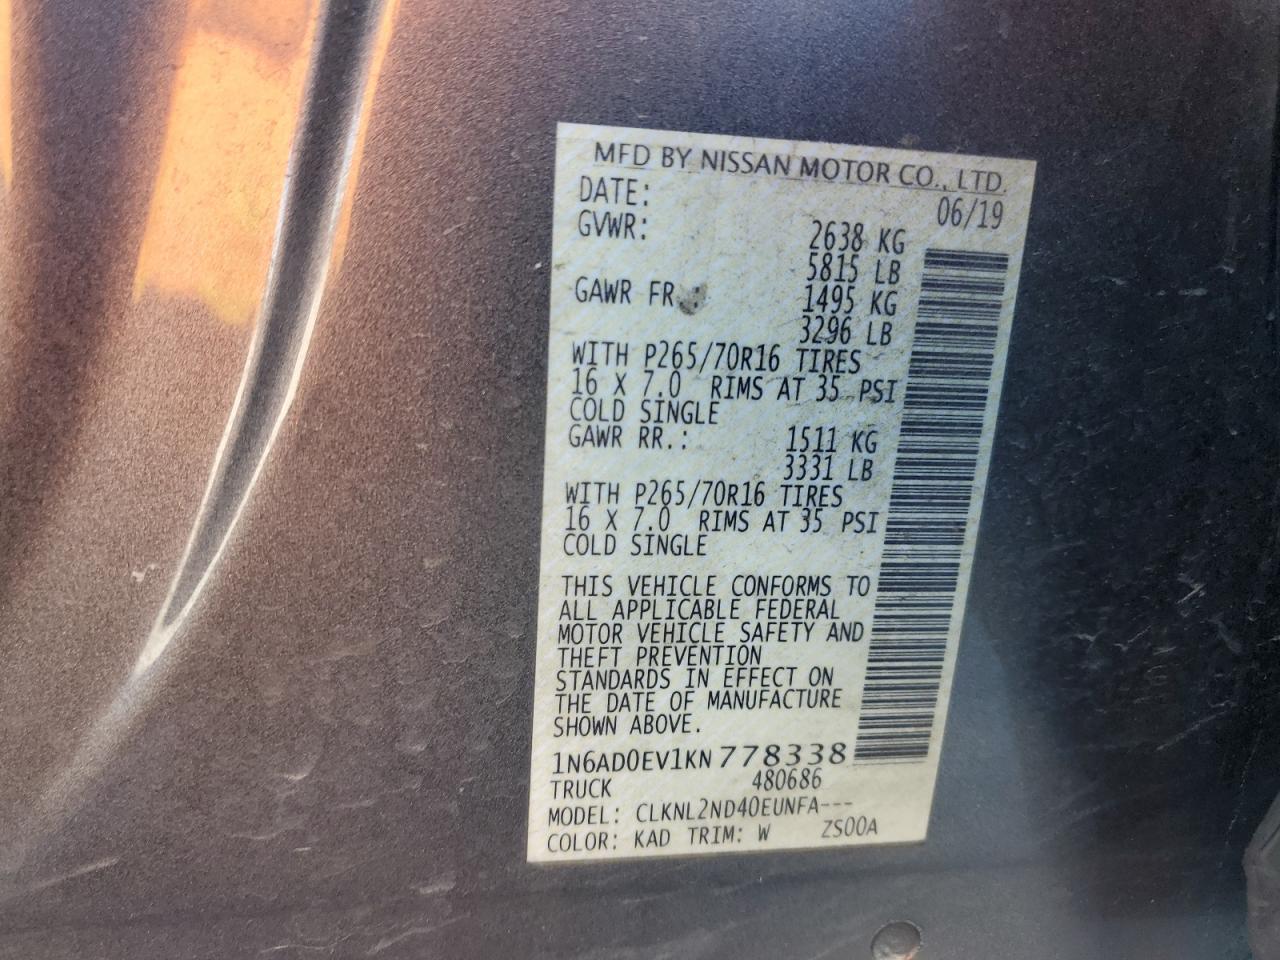 MFD BY NISSAN MOTOR CO., LTD.
DATE: 06/19
GVWR: 2638 KG
5815 LB
GAWR FR.: 1495 KG
3296 LB
WITH P265/70R16 TIRES
16 X 7.0 RIMS AT 35 PSI
COLD SINGLE
GAWR RR.: 1511 KG
3331 LB
WITH P265/70R16 TIRES
16 X 7.0 RIMS AT 35 PSI
COLD SINGLE
THIS VEHICLE CONFORMS TO
ALL APPLICABLE FEDERAL
MOTOR VEHICLE SAFETY AND
THEFT PREVENTION
STANDARDS IN EFFECT ON
THE DATE OF MANUFACTURE
SHOWN ABOVE.
1N6AD0EV1KN778338
TRUCK 480686
MODEL: CLKNL2ND40EUNFA---
COLOR: KAD TRIM: W ZS00A